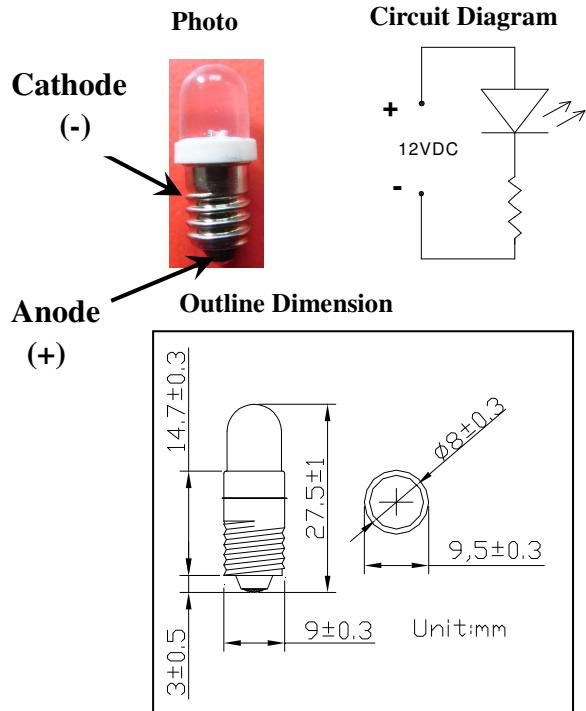 Photo
Circuit Diagram
Cathode
(-)
+
12VDC
-
Anode
(+)
Outline Dimension
14.7±0.3
27.5±1
ϕ8±0.3
9,5±0.3
9±0.3
Unit:mm
3±0.5